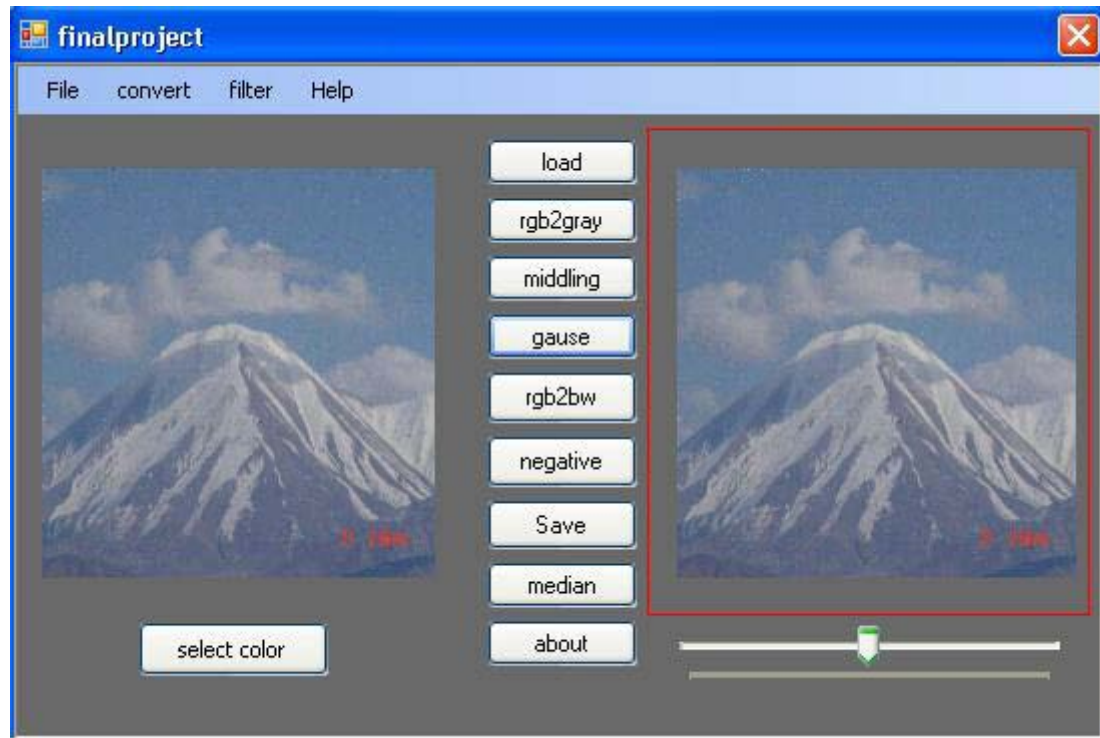 finalproject
File convert filter Help
load
rgb2gray
middling
gause
rgb2bw
negative
Save
median
about
select color